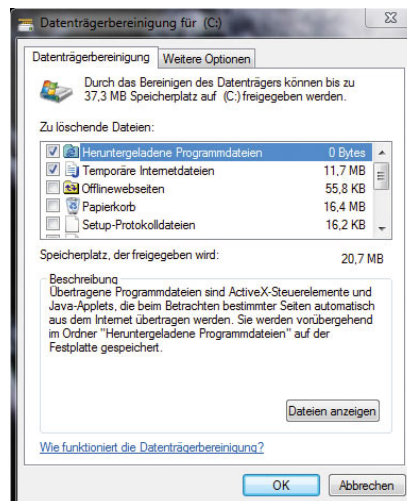 Datenträgerbereinigung für (C:)
Datenträgerbereinigung Weitere Optionen
Durch das Bereinigen des Datenträgers können bis zu
37,3 MB Speicherplatz auf (C:) freigegeben werden.
Zu löschende Dateien:
Heruntergeladene Programmdateien 0 Bytes
Temporäre Internetdateien 11,7 MB
Offlinewebseiten 55,8 KB
Papierkorb 16,4 MB
Setup-Protokolldateien 16,2 KB
Speicherplatz, der freigegeben wird: 20,7 MB
Beschreibung
Übertragene Programmdateien sind ActiveX-Steuerelemente und
Java-Applets, die beim Betrachten bestimmter Seiten automatisch
aus dem Internet übertragen werden. Sie werden vorübergehend
im Ordner "Heruntergeladene Programmdateien" auf der
Festplatte gespeichert.
Dateien anzeigen
Wie funktioniert die Datenträgerbereinigung?
OK Abbrechen